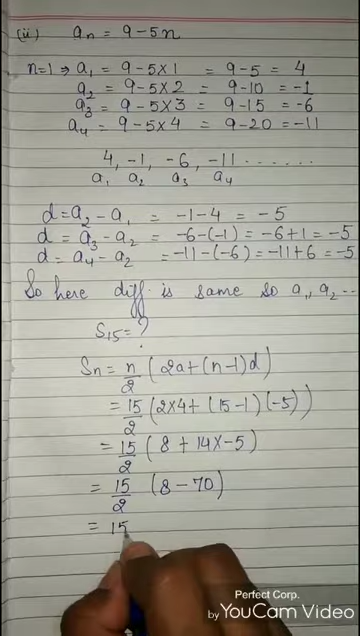 (ii) an = 9-5n
n=1 ⇒ a1 = 9-5×1 = 9-5 = 4
a2 = 9-5×2 = 9-10 = -1
a3 = 9-5×3 = 9-15 = -6
a4 = 9-5×4 = 9-20 = -11
4, -1, -6, -11 ......
a1 a2 a3 a4
d = a2 - a1 = -1-4 = -5
d = a3 - a2 = -6-(-1) = -6+1 = -5
d = a4 - a2 = -11-(-6) = -11+6 = -5
So here diff. is same so a1, a2 ...
S15 = ?
Sn = n/2 (2a+(n-1)d)
= 15/2 (2×4+(15-1)(-5))
= 15/2 (8+14×-5)
= 15/2 (8-70)
= 15
Perfect Corp.
by YouCam Video